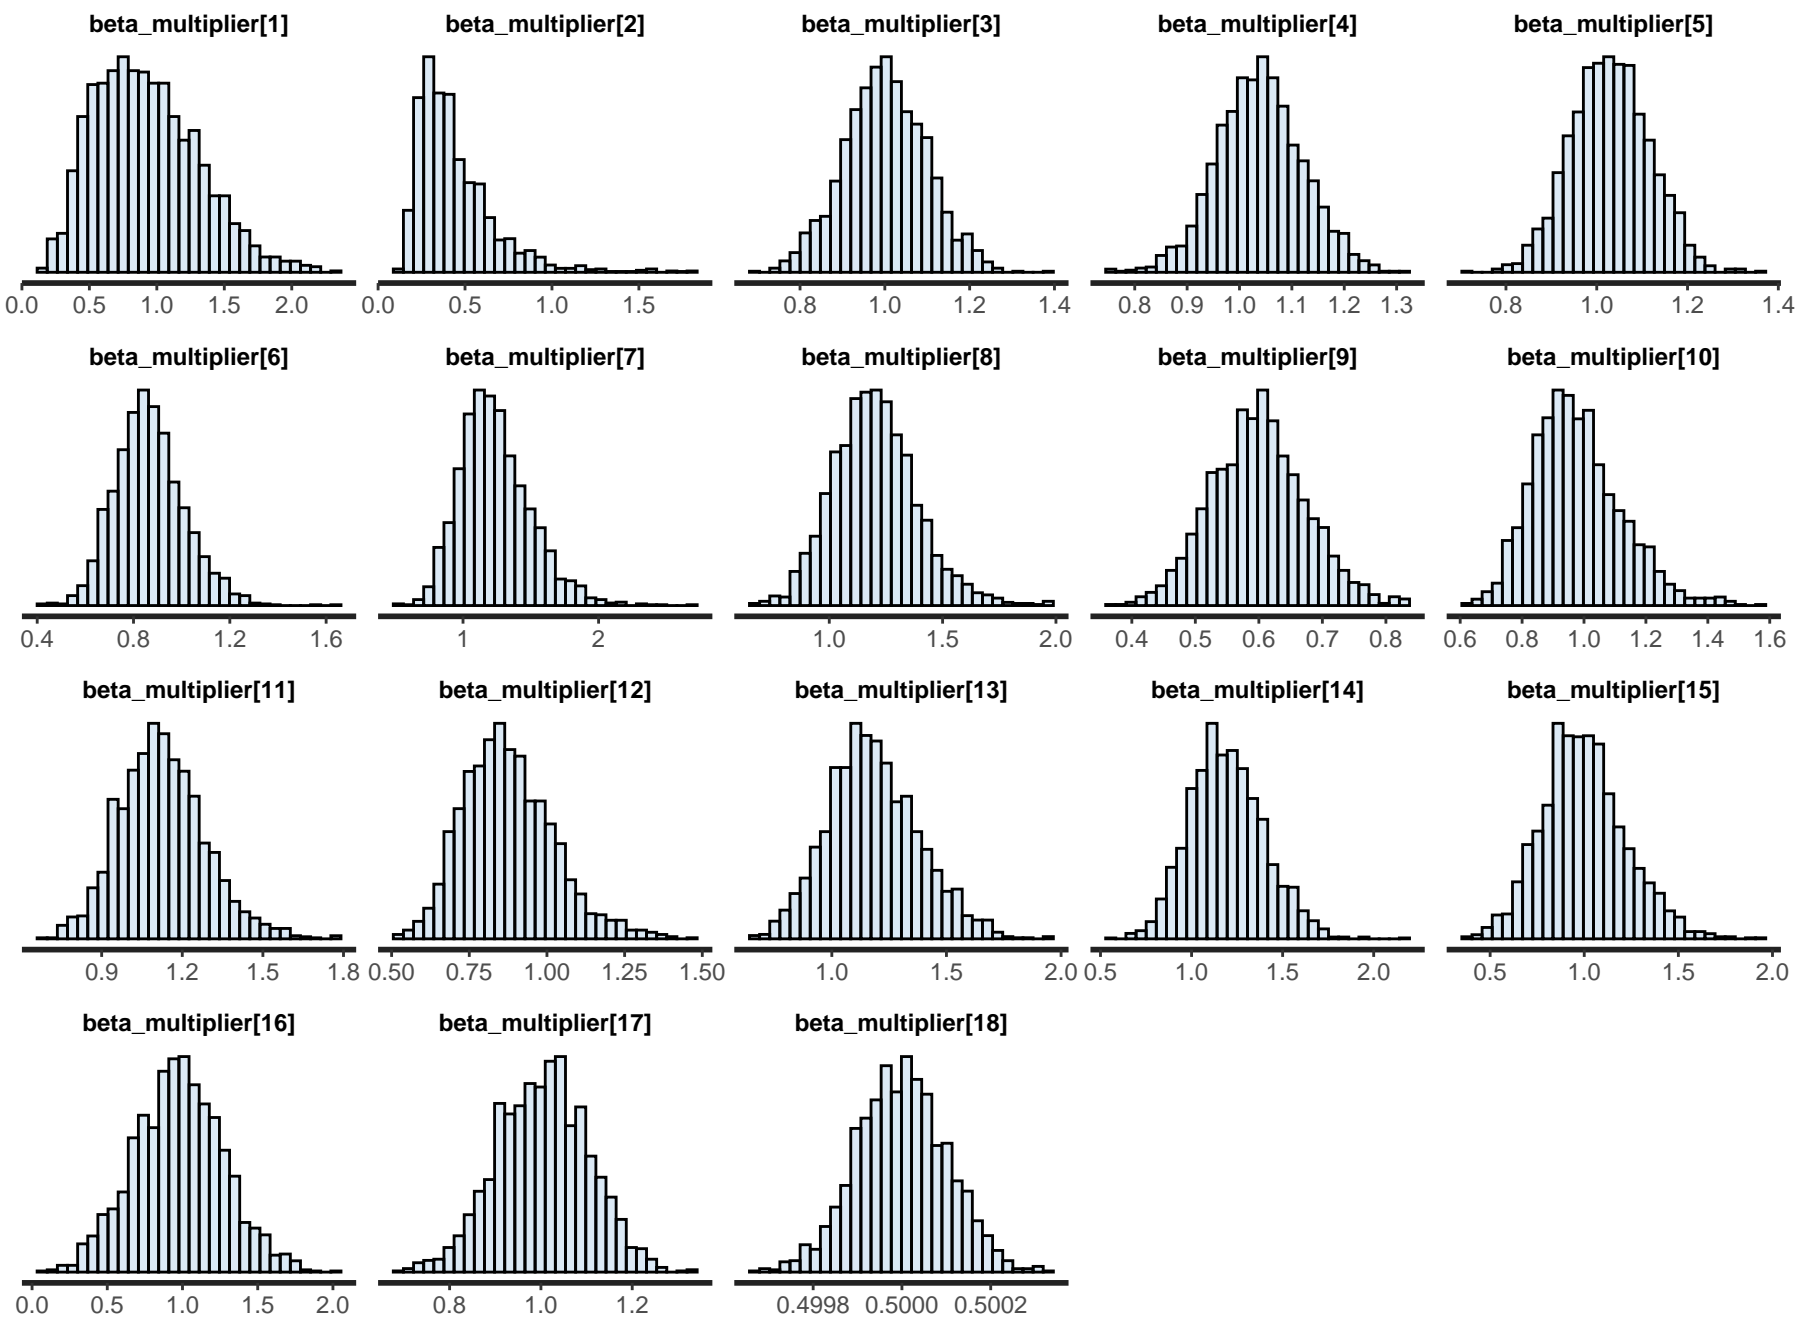 beta_multiplier[1] beta_multiplier[2] beta_multiplier[3] beta_multiplier[4] beta_multiplier[5]
0.0 0.5 1.0 1.5 2.0 0.0 0.5 1.0 1.5 0.8 1.0 1.2 1.4 0.8 0.9 1.0 1.1 1.2 1.3 0.8 1.0 1.2 1.4
beta_multiplier[6] beta_multiplier[7] beta_multiplier[8] beta_multiplier[9] beta_multiplier[10]
0.4 0.8 1.2 1.6 1 2 1.0 1.5 2.0 0.4 0.5 0.6 0.7 0.8 0.6 0.8 1.0 1.2 1.4 1.6
beta_multiplier[11] beta_multiplier[12] beta_multiplier[13] beta_multiplier[14] beta_multiplier[15]
0.9 1.2 1.5 1.8 0.50 0.75 1.00 1.25 1.50 1.0 1.5 2.0 0.5 1.0 1.5 2.0 0.5 1.0 1.5 2.0
beta_multiplier[16] beta_multiplier[17] beta_multiplier[18]
0.0 0.5 1.0 1.5 2.0 0.8 1.0 1.2 0.4998 0.5000 0.5002